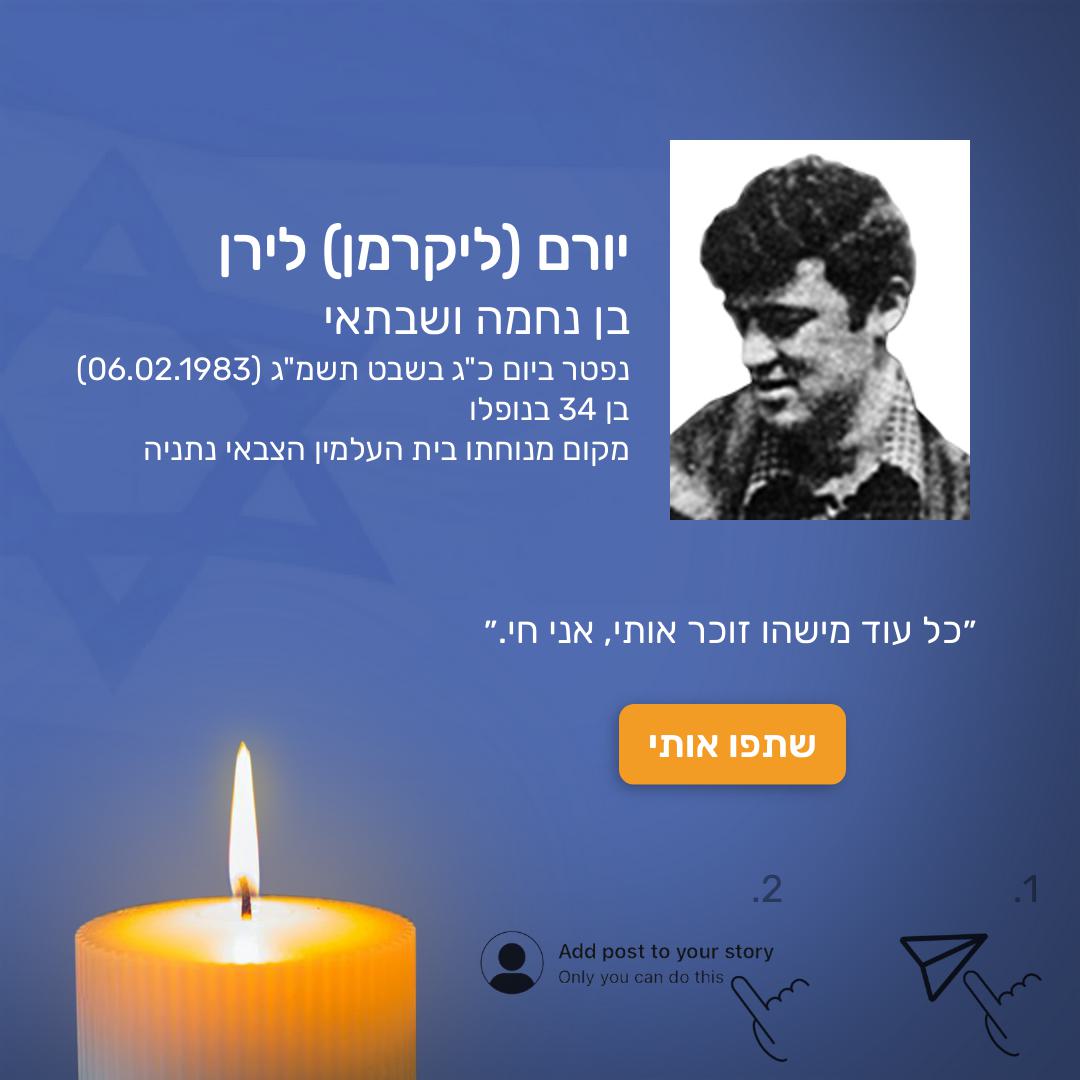 יורם (ליקרמן) לירן
בן נחמה ושבתאי
נפטר ביום כ"ג בשבט תשמ"ג (06.02.1983)
בן 34 בנופלו
מקום מנוחתו בית העלמין הצבאי נתניה
״כל עוד מישהו זוכר אותי, אני חי.״
שתפו אותי
1.
2.
Add post to your story
Only you can do this